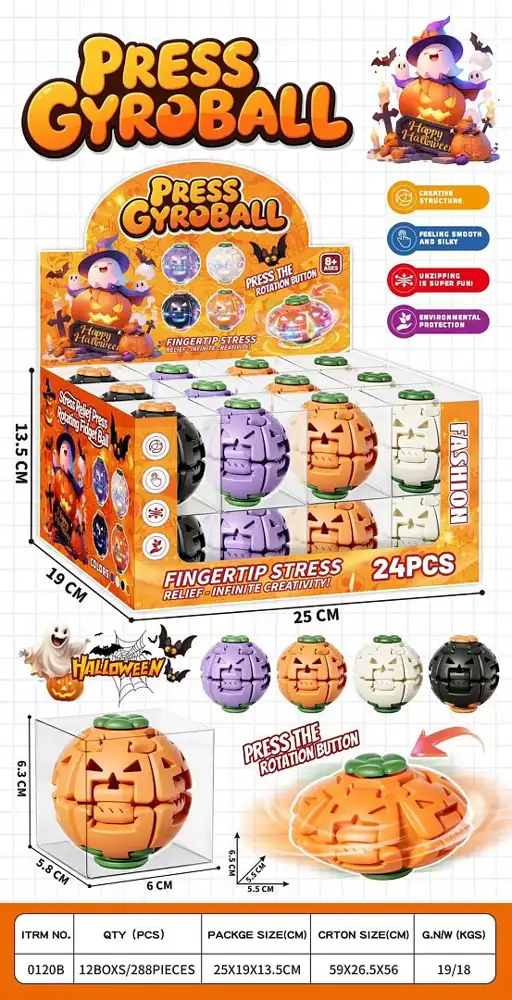 PRESS
GYROBALL
Happy
Halloween
CREATIVE
STRUCTURE
FEELING SMOOTH
AND SILKY
UNZIPPING
IS SUPER FUN!
ENVIRONMENTAL
PROTECTION
PRESS
GYROBALL
8+
AGES
PRESS THE
ROTATION BUTTON
Happy
Halloween
FINGERTIP STRESS
RELIEF - INFINITE CREATIVITY!
Stress Relief Press
Rotating Fidget Ball
COLORS
FASHION
FINGERTIP STRESS
RELIEF - INFINITE CREATIVITY!
24PCS
13.5 CM
19 CM
25 CM
HALLOWEEN
PRESS THE
ROTATION BUTTON
6.3 CM
5.8 CM
6 CM
6.5 CM
5.5 CM
5.5 CM
ITRM NO.
QTY (PCS)
PACKGE SIZE(CM)
CRTON SIZE(CM)
G.N/W (KGS)
0120B
12BOXS/288PIECES
25X19X13.5CM
59X26.5X56
19/18